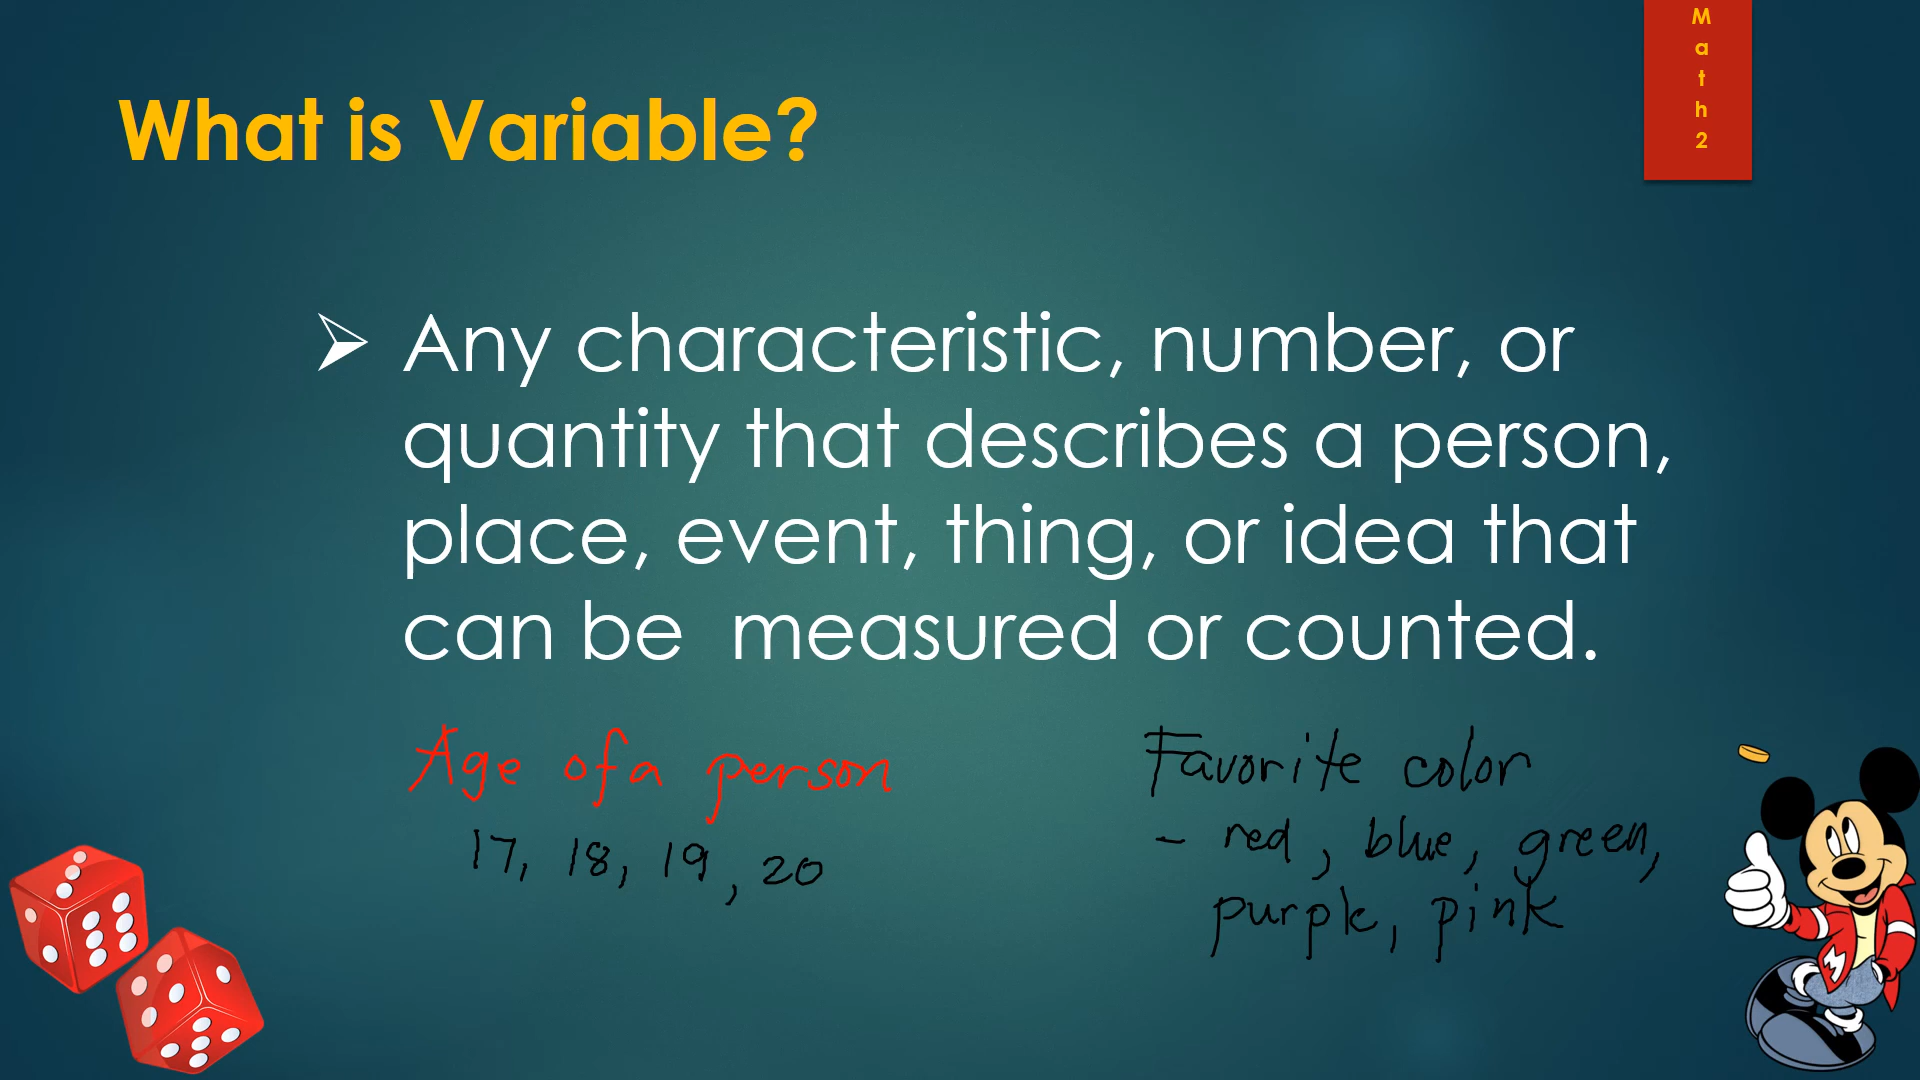 What is Variable?
Math2
➢ Any characteristic, number, or
quantity that describes a person,
place, event, thing, or idea that
can be  measured or counted.
Age of a person
17, 18, 19, 20
Favorite color
- red, blue, green,
purple, pink